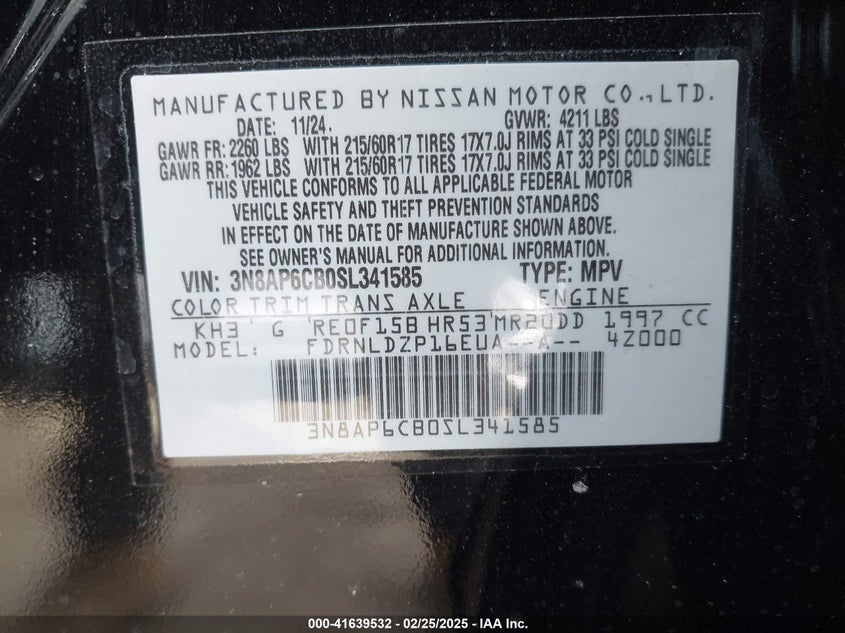 MANUFACTURED BY NISSAN MOTOR CO.,LTD.
DATE: 11/24. GVWR: 4211 LBS
GAWR FR: 2260 LBS WITH 215/60R17 TIRES 17X7.0J RIMS AT 33 PSI COLD SINGLE
GAWR RR: 1962 LBS WITH 215/60R17 TIRES 17X7.0J RIMS AT 33 PSI COLD SINGLE
THIS VEHICLE CONFORMS TO ALL APPLICABLE FEDERAL MOTOR
VEHICLE SAFETY AND THEFT PREVENTION STANDARDS
IN EFFECT ON THE DATE OF MANUFACTURE SHOWN ABOVE.
SEE OWNER'S MANUAL FOR ADDITIONAL INFORMATION.
VIN: 3N8AP6CB0SL341585 TYPE: MPV
COLOR TRIM TRANS AXLE ENGINE
KH3 G RE0F15B HR53 MR20DD 1997 CC
MODEL: FDRNLDZP16EUA--A-- 4Z000
3N8AP6CB0SL341585
000-41639532 - 02/25/2025 - IAA Inc.